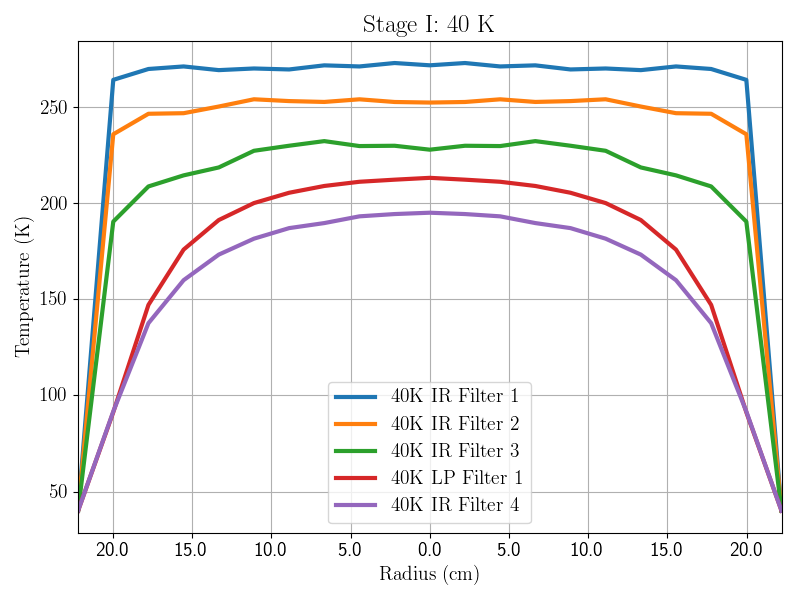 Stage I: 40 K
Temperature (K)
250
200
150
100
50
40K IR Filter 1
40K IR Filter 2
40K IR Filter 3
40K LP Filter 1
40K IR Filter 4
20.0 15.0 10.0 5.0 0.0 5.0 10.0 15.0 20.0
Radius (cm)